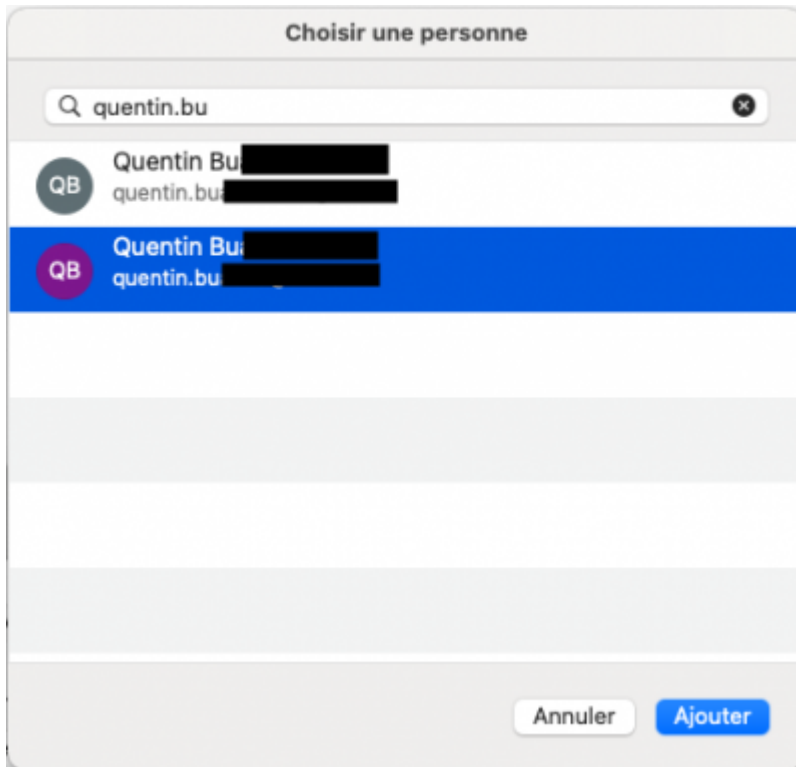 Choisir une personne
quentin.bu
QB
Quentin Bu
quentin.bu
QB
Quentin Bu
quentin.bu
Annuler
Ajouter